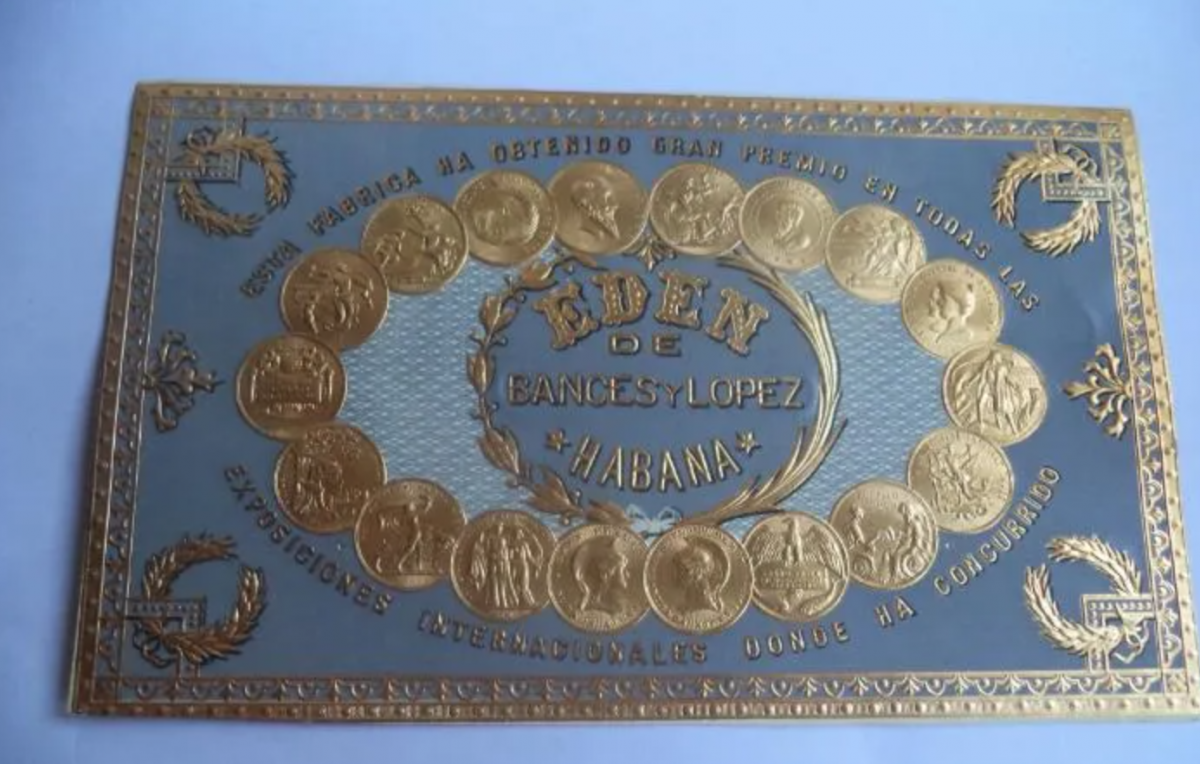 ESTA FABRICA HA OBTENIDO GRAN PREMIO EN TODAS LAS
EDEN
DE
BANCES Y LOPEZ
HABANA
EXPOSICIONES INTERNACIONALES DONDE HA CONCURRIDO